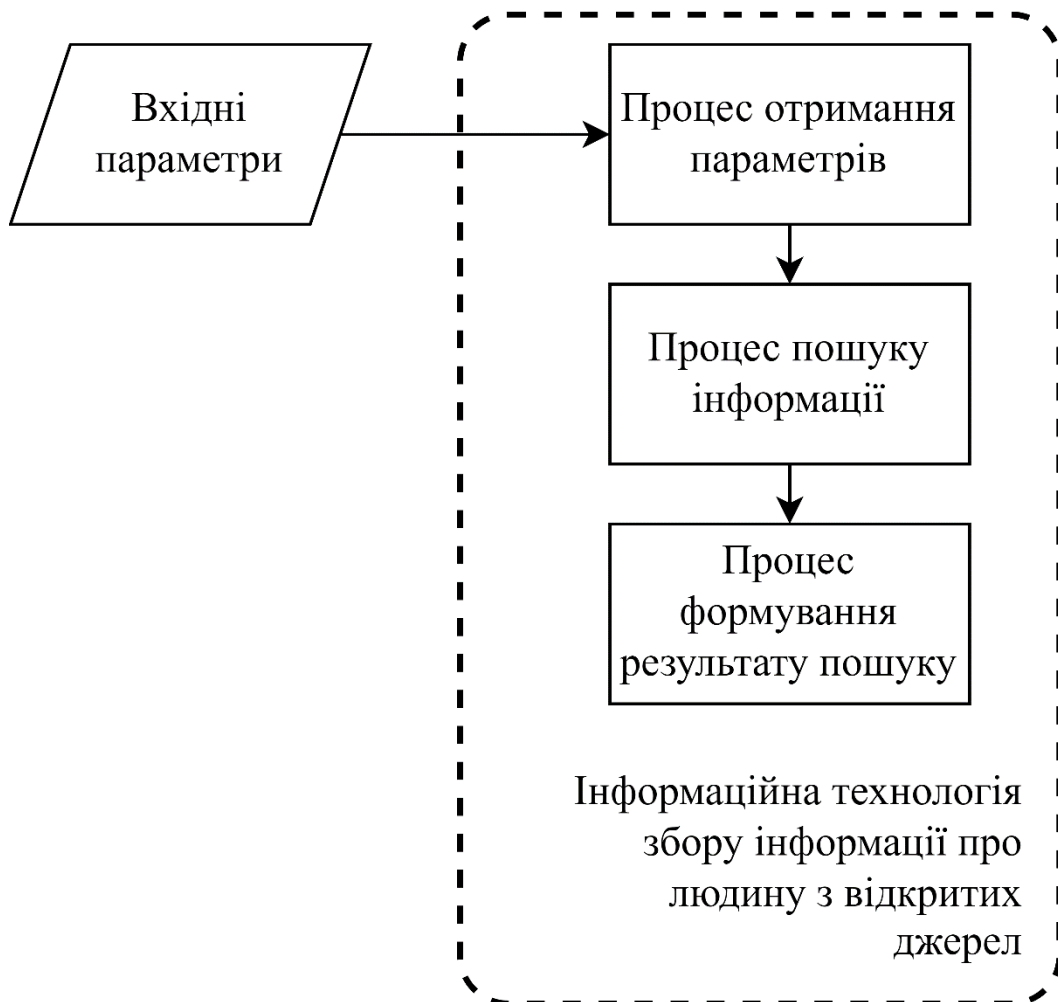 Вхідні
параметри
Процес отримання
параметрів
Процес пошуку
інформації
Процес
формування
результату пошуку
Інформаційна технологія
збору інформації про
людину з відкритих
джерел